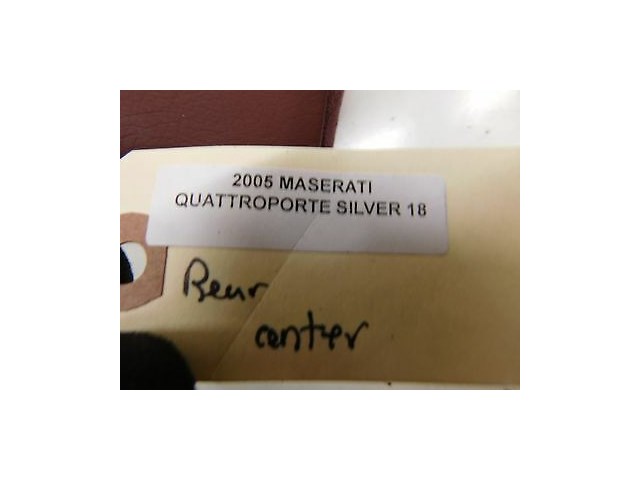 2005 MASERATI
QUATTROPORTE SILVER 18
Rear
center